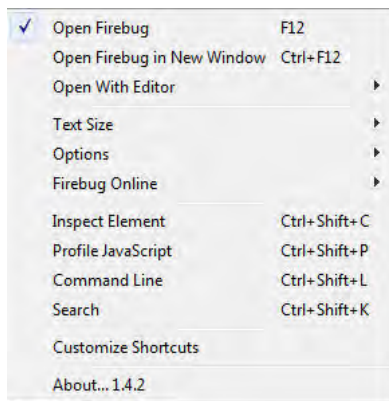 Open Firebug F12
Open Firebug in New Window Ctrl+F12
Open With Editor
Text Size
Options
Firebug Online
Inspect Element Ctrl+Shift+C
Profile JavaScript Ctrl+Shift+P
Command Line Ctrl+Shift+L
Search Ctrl+Shift+K
Customize Shortcuts
About... 1.4.2